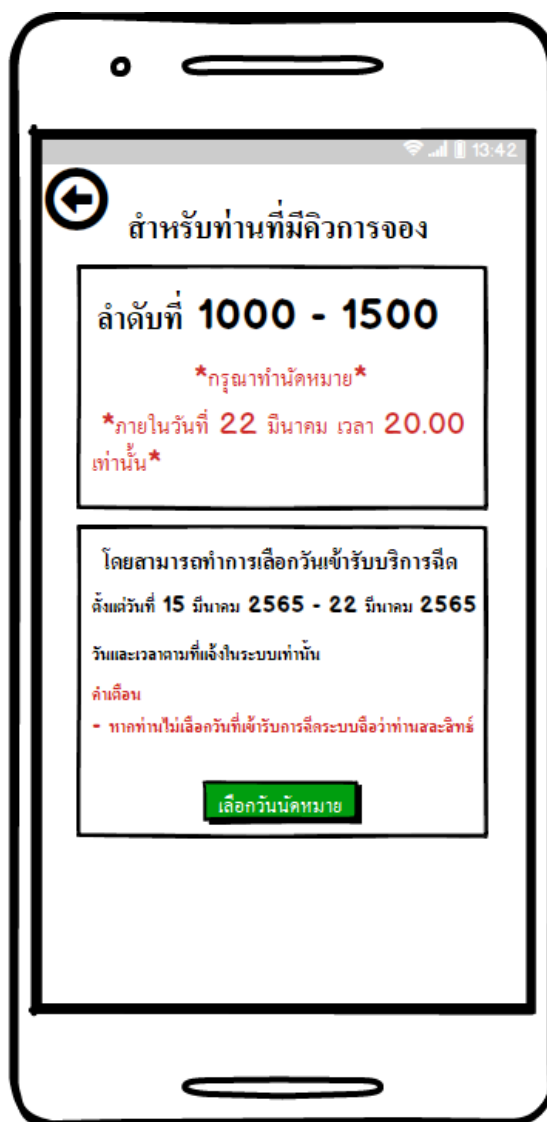 13:42
สำหรับท่านที่มีคิวการจอง
ลำดับที่ 1000 - 1500
*กรุณาทำนัดหมาย*
*ภายในวันที่ 22 มีนาคม เวลา 20.00
เท่านั้น*
โดยสามารถทำการเลือกวันเข้ารับบริการฉีด
ตั้งแต่วันที่ 15 มีนาคม 2565 - 22 มีนาคม 2565
วันและเวลาตามที่แจ้งในระบบเท่านั้น
คำเตือน
- หากท่านไม่เลือกวันที่เข้ารับการฉีดระบบถือว่าท่านสละสิทธ์
เลือกวันนัดหมาย